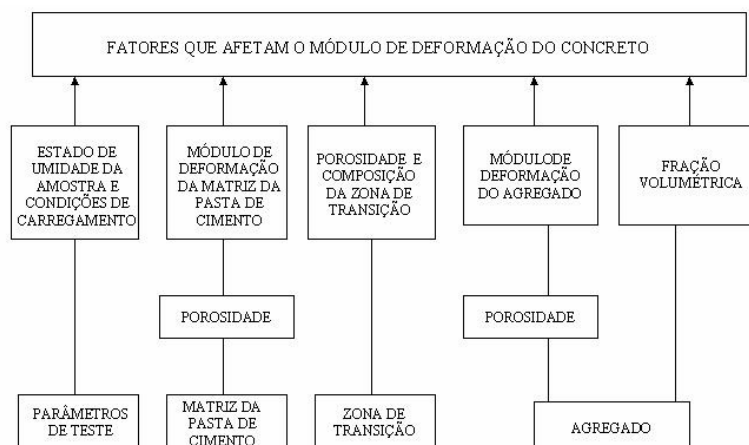 FATORES QUE AFETAM O MÓDULO DE DEFORMAÇÃO DO CONCRETO
ESTADO DE
UMIDADE DA
AMOSTRA E
CONDIÇÕES DE
CARREGAMENTO
MÓDULO DE
DEFORMAÇÃO
DA MATRIZ DA
PASTA DE
CIMENTO
POROSIDADE E
COMPOSIÇÃO
DA ZONA DE
TRANSIÇÃO
MÓDULO DE
DEFORMAÇÃO
DO AGREGADO
FRAÇÃO
VOLUMÉTRICA
POROSIDADE
POROSIDADE
PARÂMETROS
DE TESTE
MATRIZ DA
PASTA DE
CIMENTO
ZONA DE
TRANSIÇÃO
AGREGADO